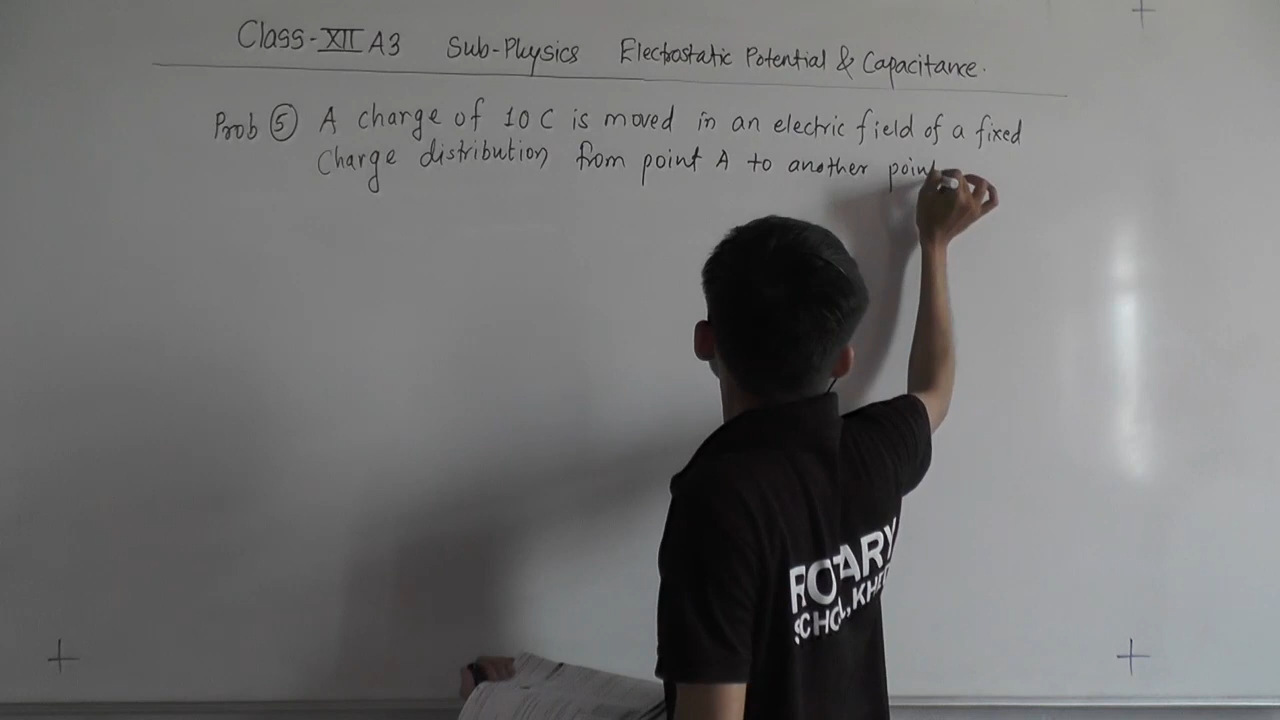 Class-XII A3 Sub-Physics Electrostatic Potential & Capacitance.
Prob ⑤ A charge of 10 C is moved in an electric field of a fixed
Charge distribution from point A to another point
ROTARY